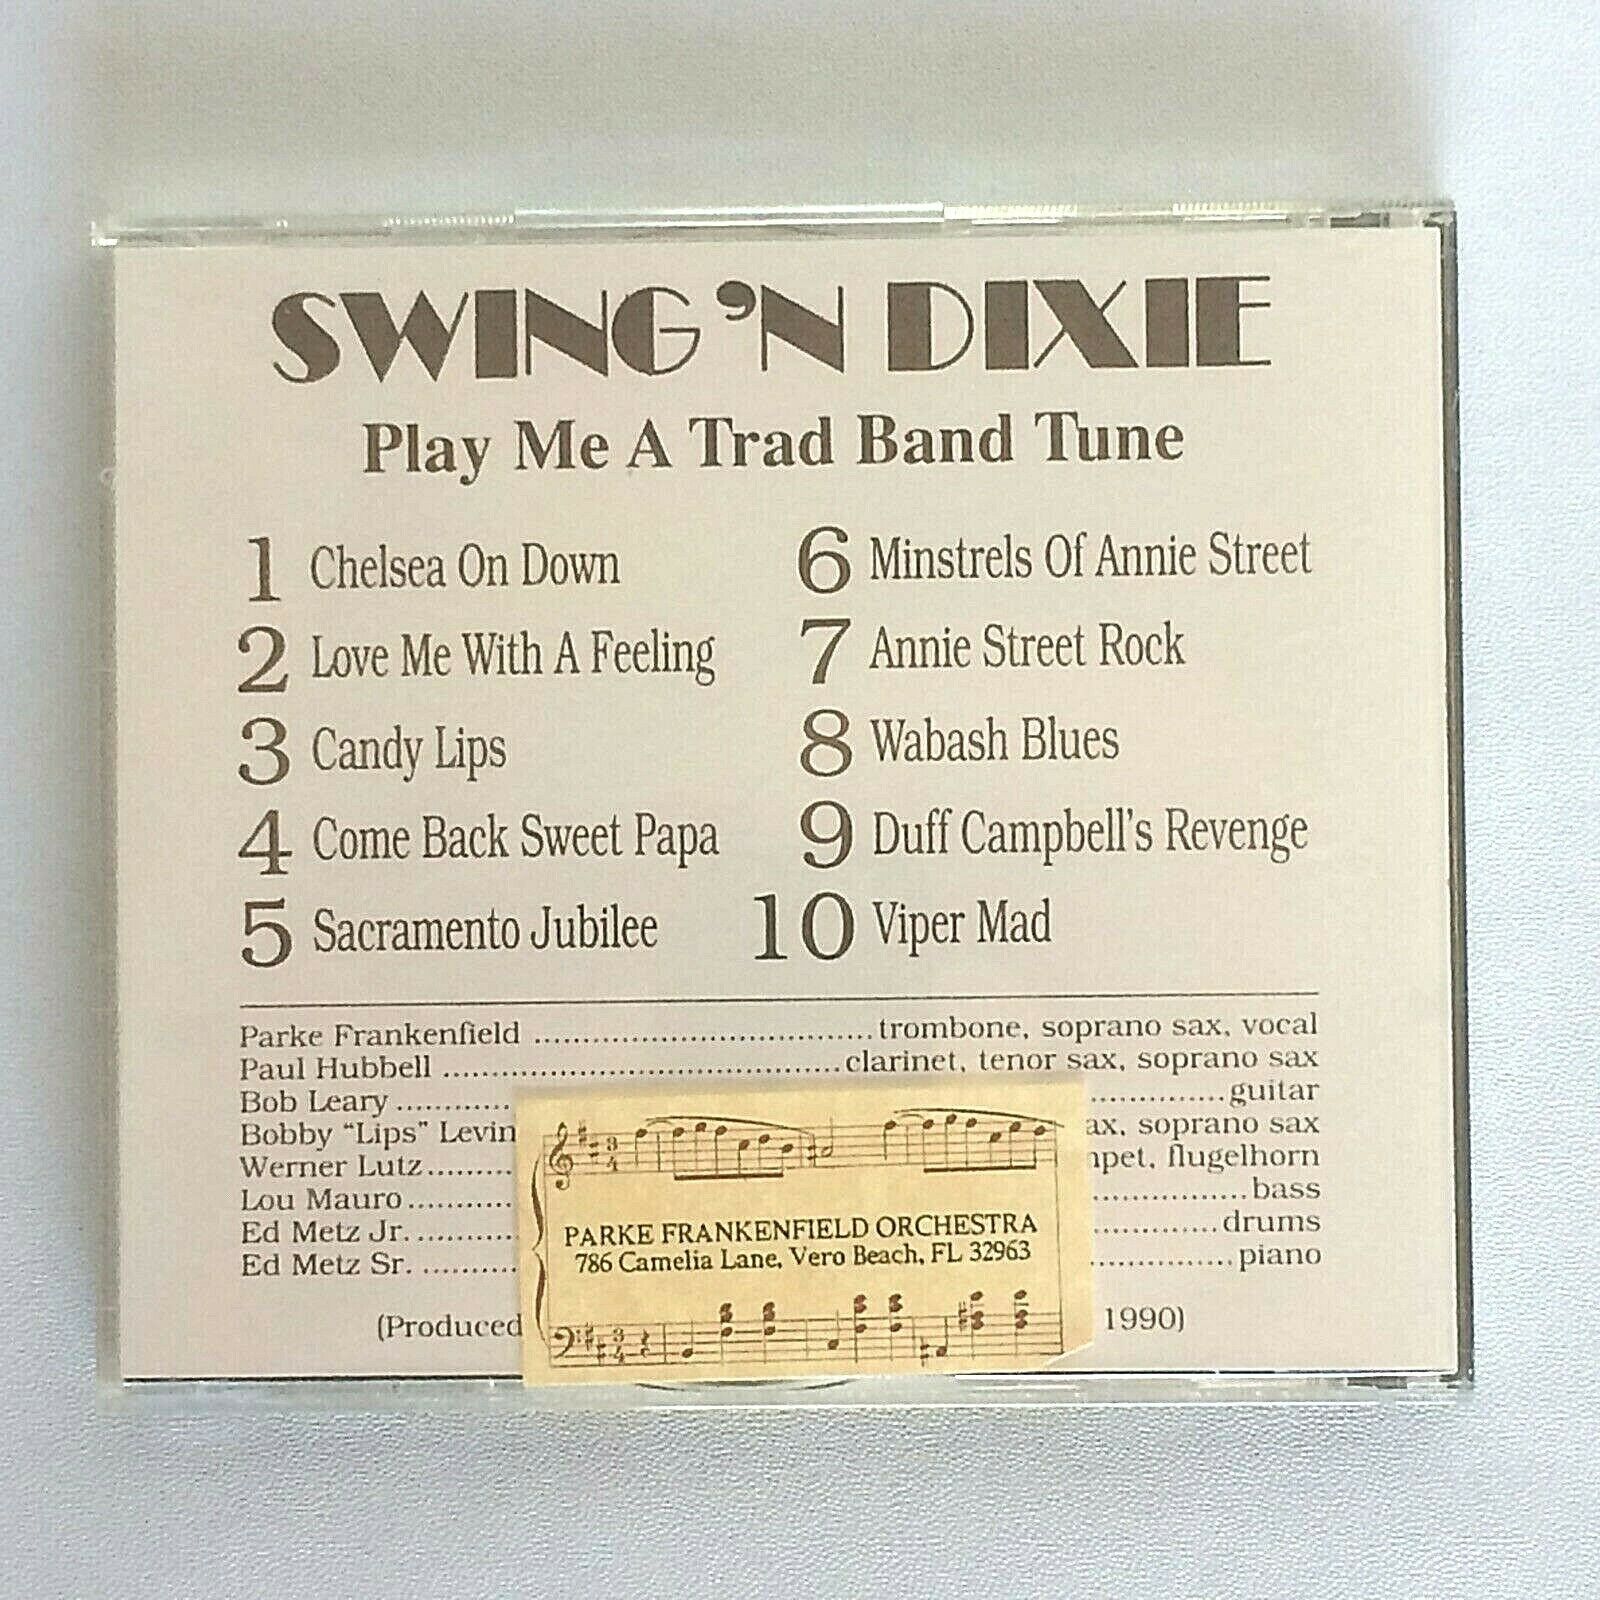 SWING 'N DIXIE
Play Me A Trad Band Tune
1 Chelsea On Down
2 Love Me With A Feeling
3 Candy Lips
4 Come Back Sweet Papa
5 Sacramento Jubilee
6 Minstrels Of Annie Street
7 Annie Street Rock
8 Wabash Blues
9 Duff Campbell's Revenge
10 Viper Mad
Parke Frankenfield ..................................trombone, soprano sax, vocal
Paul Hubbell ........................................clarinet, tenor sax, soprano sax
Bob Leary ............ ..............guitar
Bobby "Lips" Levin soprano sax
Werner Lutz......... flugelhorn
Lou Mauro........... ................bass
Ed Metz Jr. .......... .............drums
Ed Metz Sr. .......... ...............piano
(Produced 1990)
3
4
PARKE FRANKENFIELD ORCHESTRA
786 Camelia Lane, Vero Beach, FL 32963
3
4